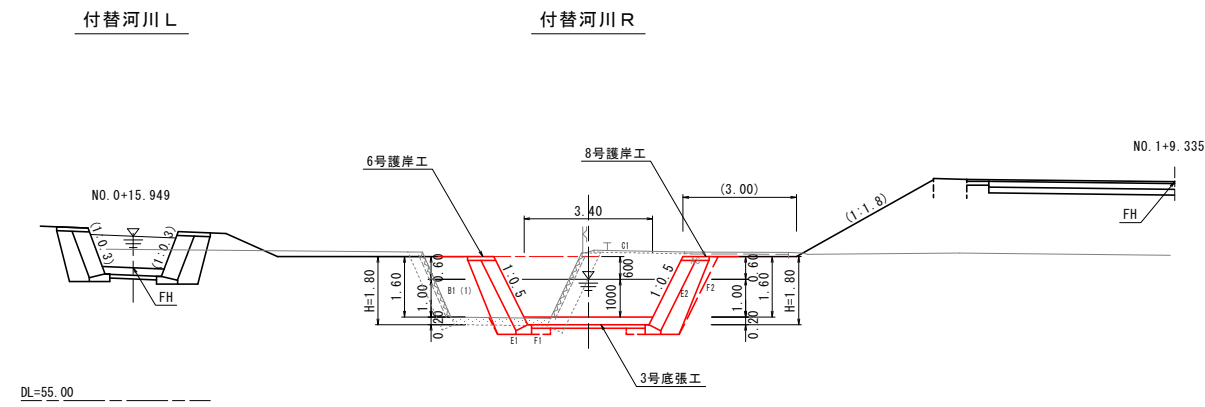 付替河川L
付替河川R
NO.1+9.335
8号護岸工
6号護岸工
NO.0+15.949
(3.00)
3.40
(1:1.8)
FH
(1:0.3)
(1:0.3)
FH
C1
0.60
600
0.60
1:0.5
1:0.5
H=1.80
1.60
1.00
B1 (1)
1000
E2
F2
1.00
1.60
H=1.80
0.20
0.20
E1
F1
3号底張工
DL=55.00